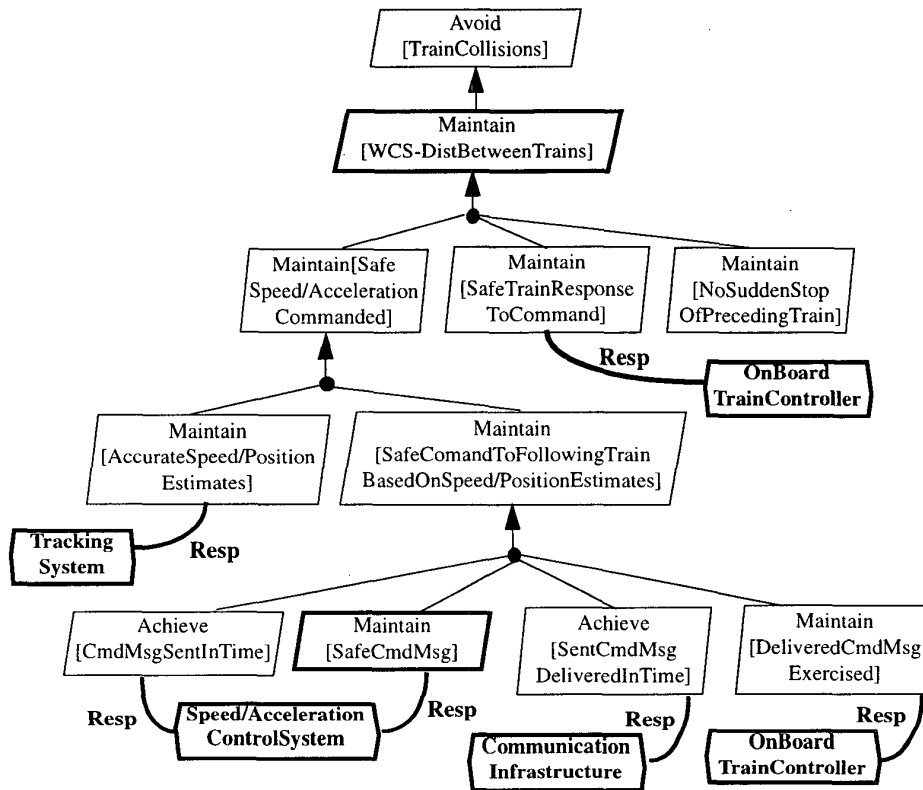 Avoid
[TrainCollisions]
Maintain
[WCS-DistBetweenTrains]
Maintain[Safe
Speed/Acceleration
Commanded]
Maintain
[SafeTrainResponse
ToCommand]
Maintain
[NoSuddenStop
OfPrecedingTrain]
Resp
OnBoard
TrainController
Maintain
[AccurateSpeed/Position
Estimates]
Maintain
[SafeComandToFollowingTrain
BasedOnSpeed/PositionEstimates]
Tracking
System
Resp
Achieve
[CmdMsgSentInTime]
Maintain
[SafeCmdMsg]
Achieve
[SentCmdMsg
DeliveredInTime]
Maintain
[DeliveredCmdMsg
Exercised]
Resp
Speed/Acceleration
ControlSystem
Resp
Resp
Communication
Infrastructure
Resp
OnBoard
TrainController